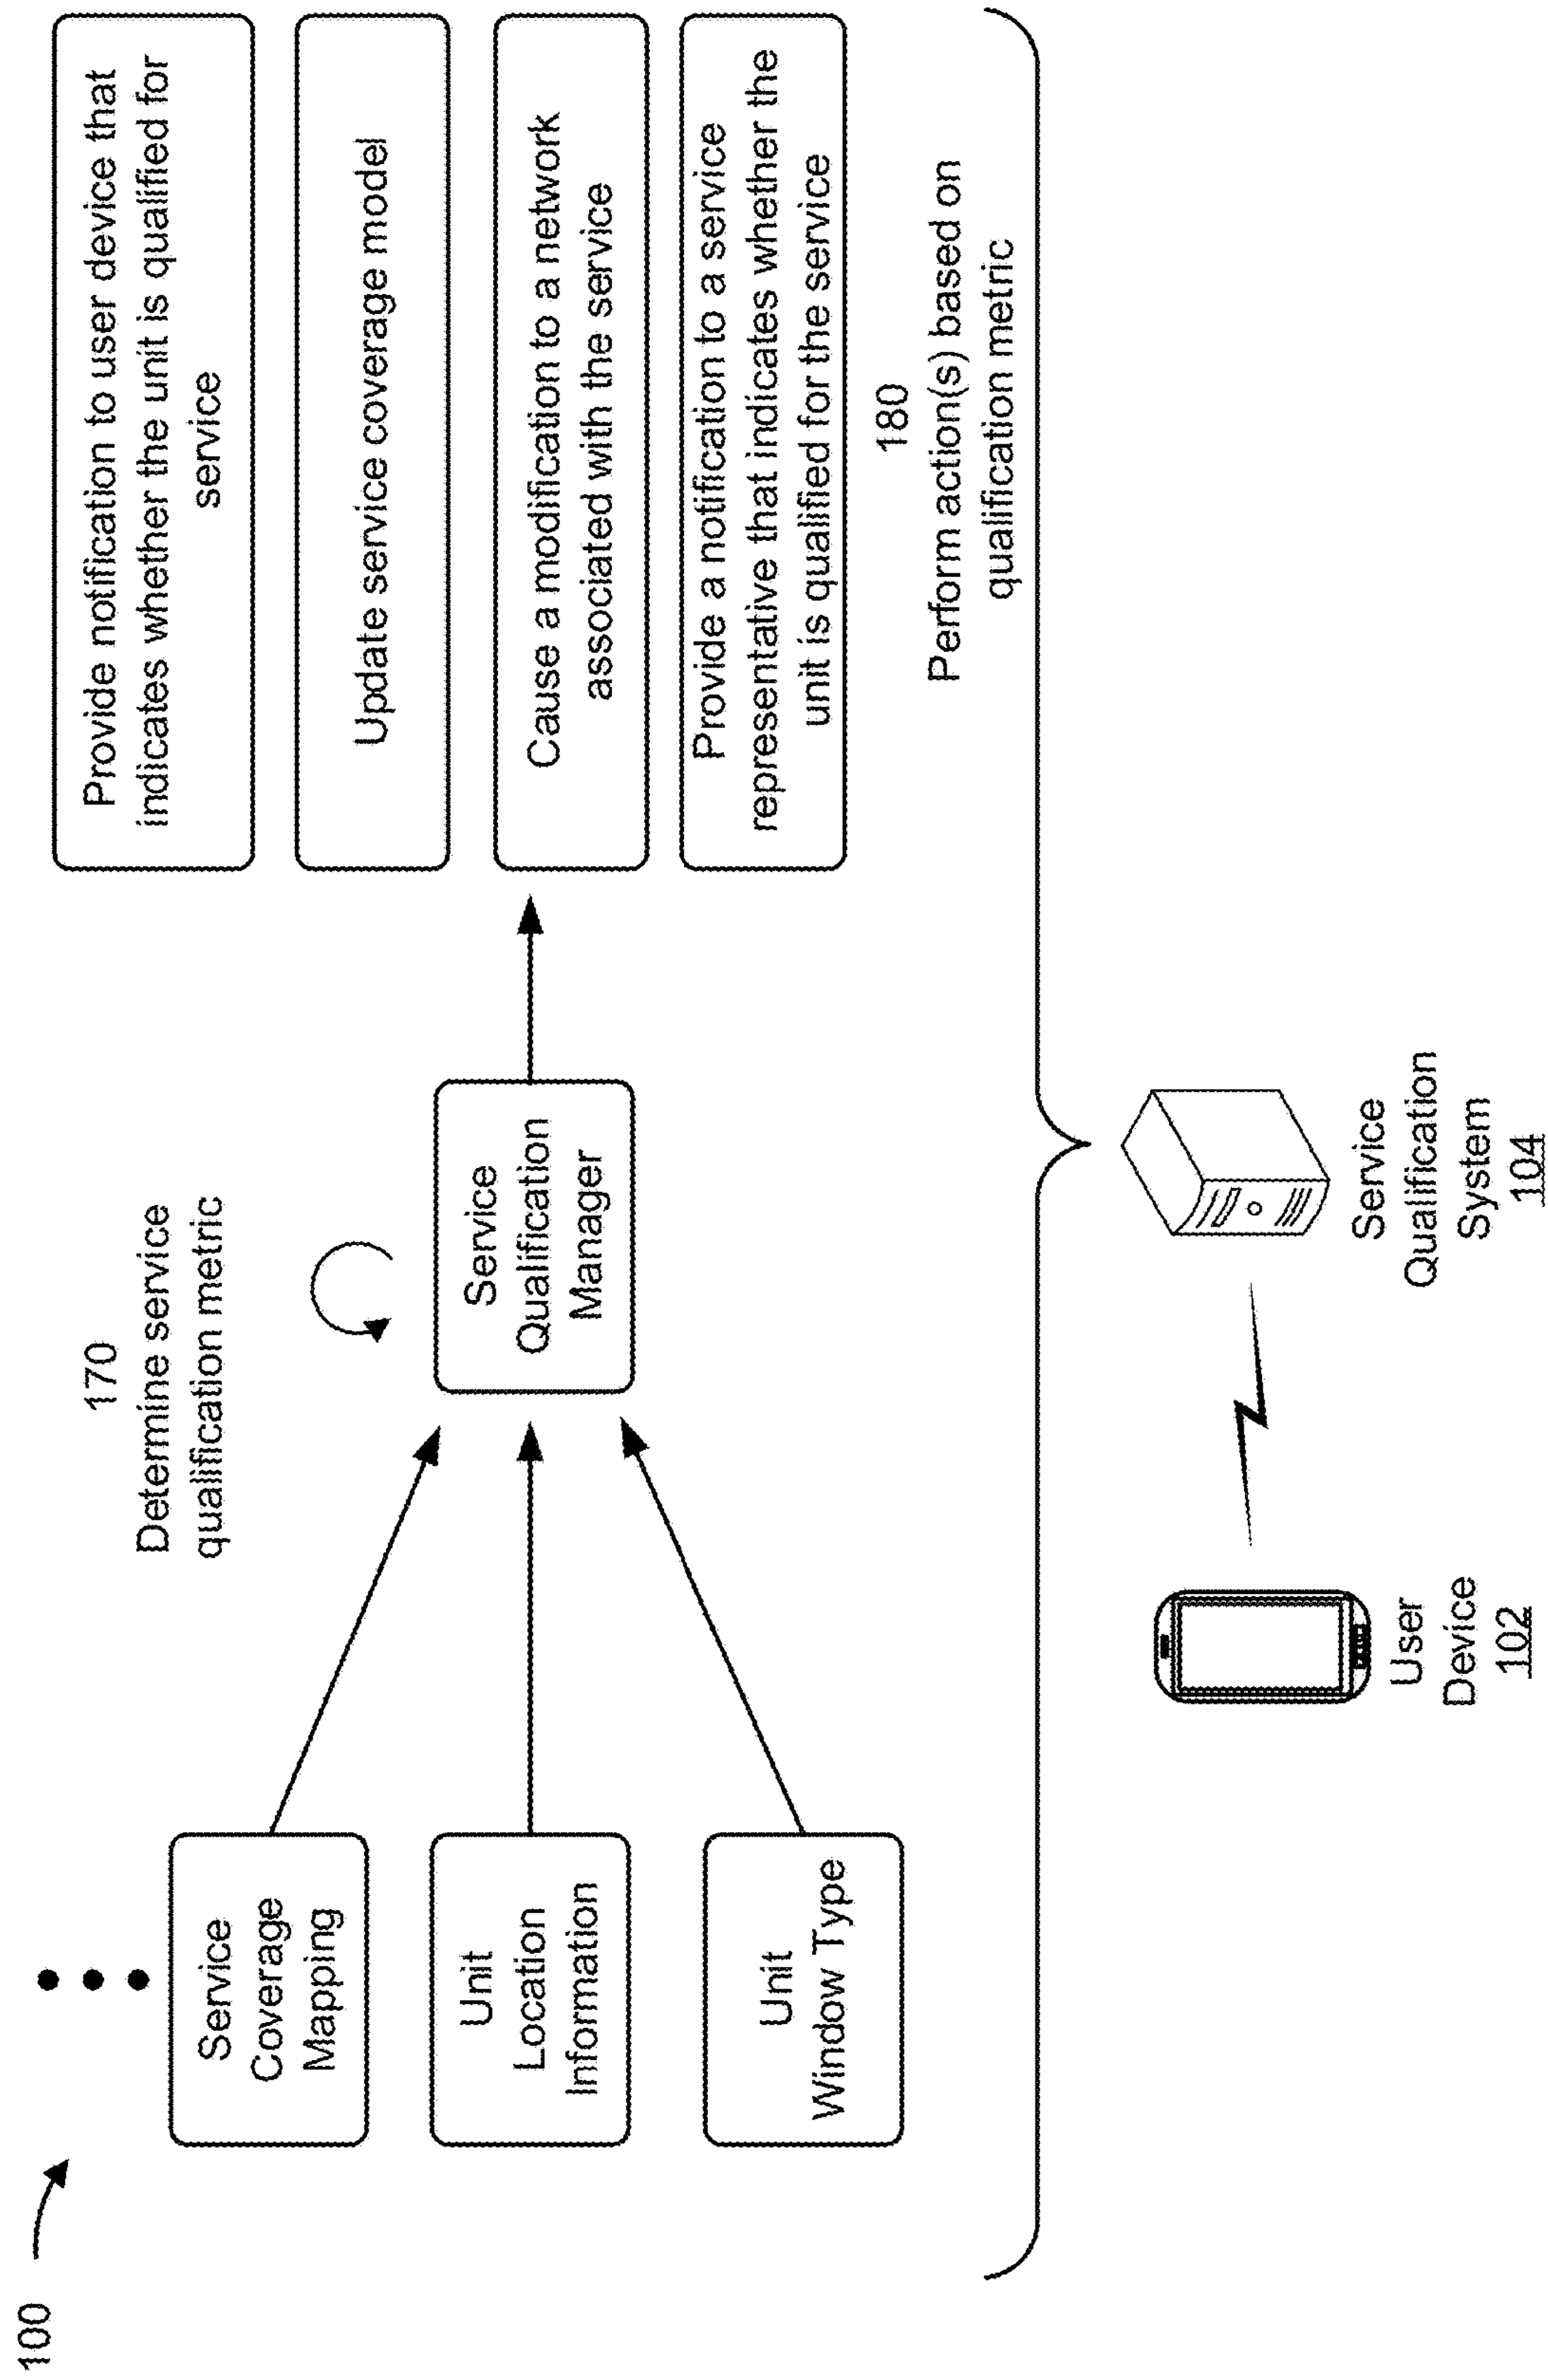 100
Service
Coverage
Mapping
Unit
Location
Information
Unit
Window Type
170
Determine service
qualification metric
Service
Qualification
Manager
Provide notification to user device that
indicates whether the unit is qualified for
service
Update service coverage model
Cause a modification to a network
associated with the service
Provide a notification to a service
representative that indicates whether the
unit is qualified for the service
180
Perform action(s) based on
qualification metric
User
Device
102
Service
Qualification
System
104